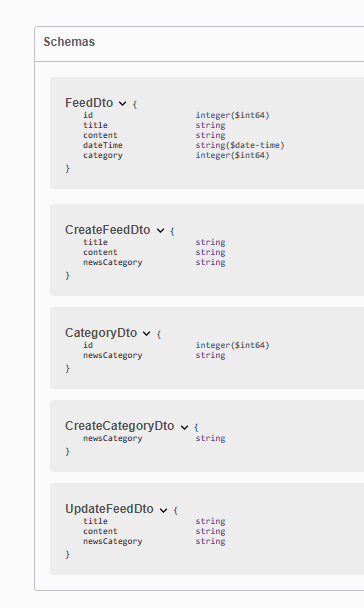 Schemas
FeedDto {
id integer($int64)
title string
content string
dateTime string($date-time)
category integer($int64)
}
CreateFeedDto {
title string
content string
newsCategory string
}
CategoryDto {
id integer($int64)
newsCategory string
}
CreateCategoryDto {
newsCategory string
}
UpdateFeedDto {
title string
content string
newsCategory string
}